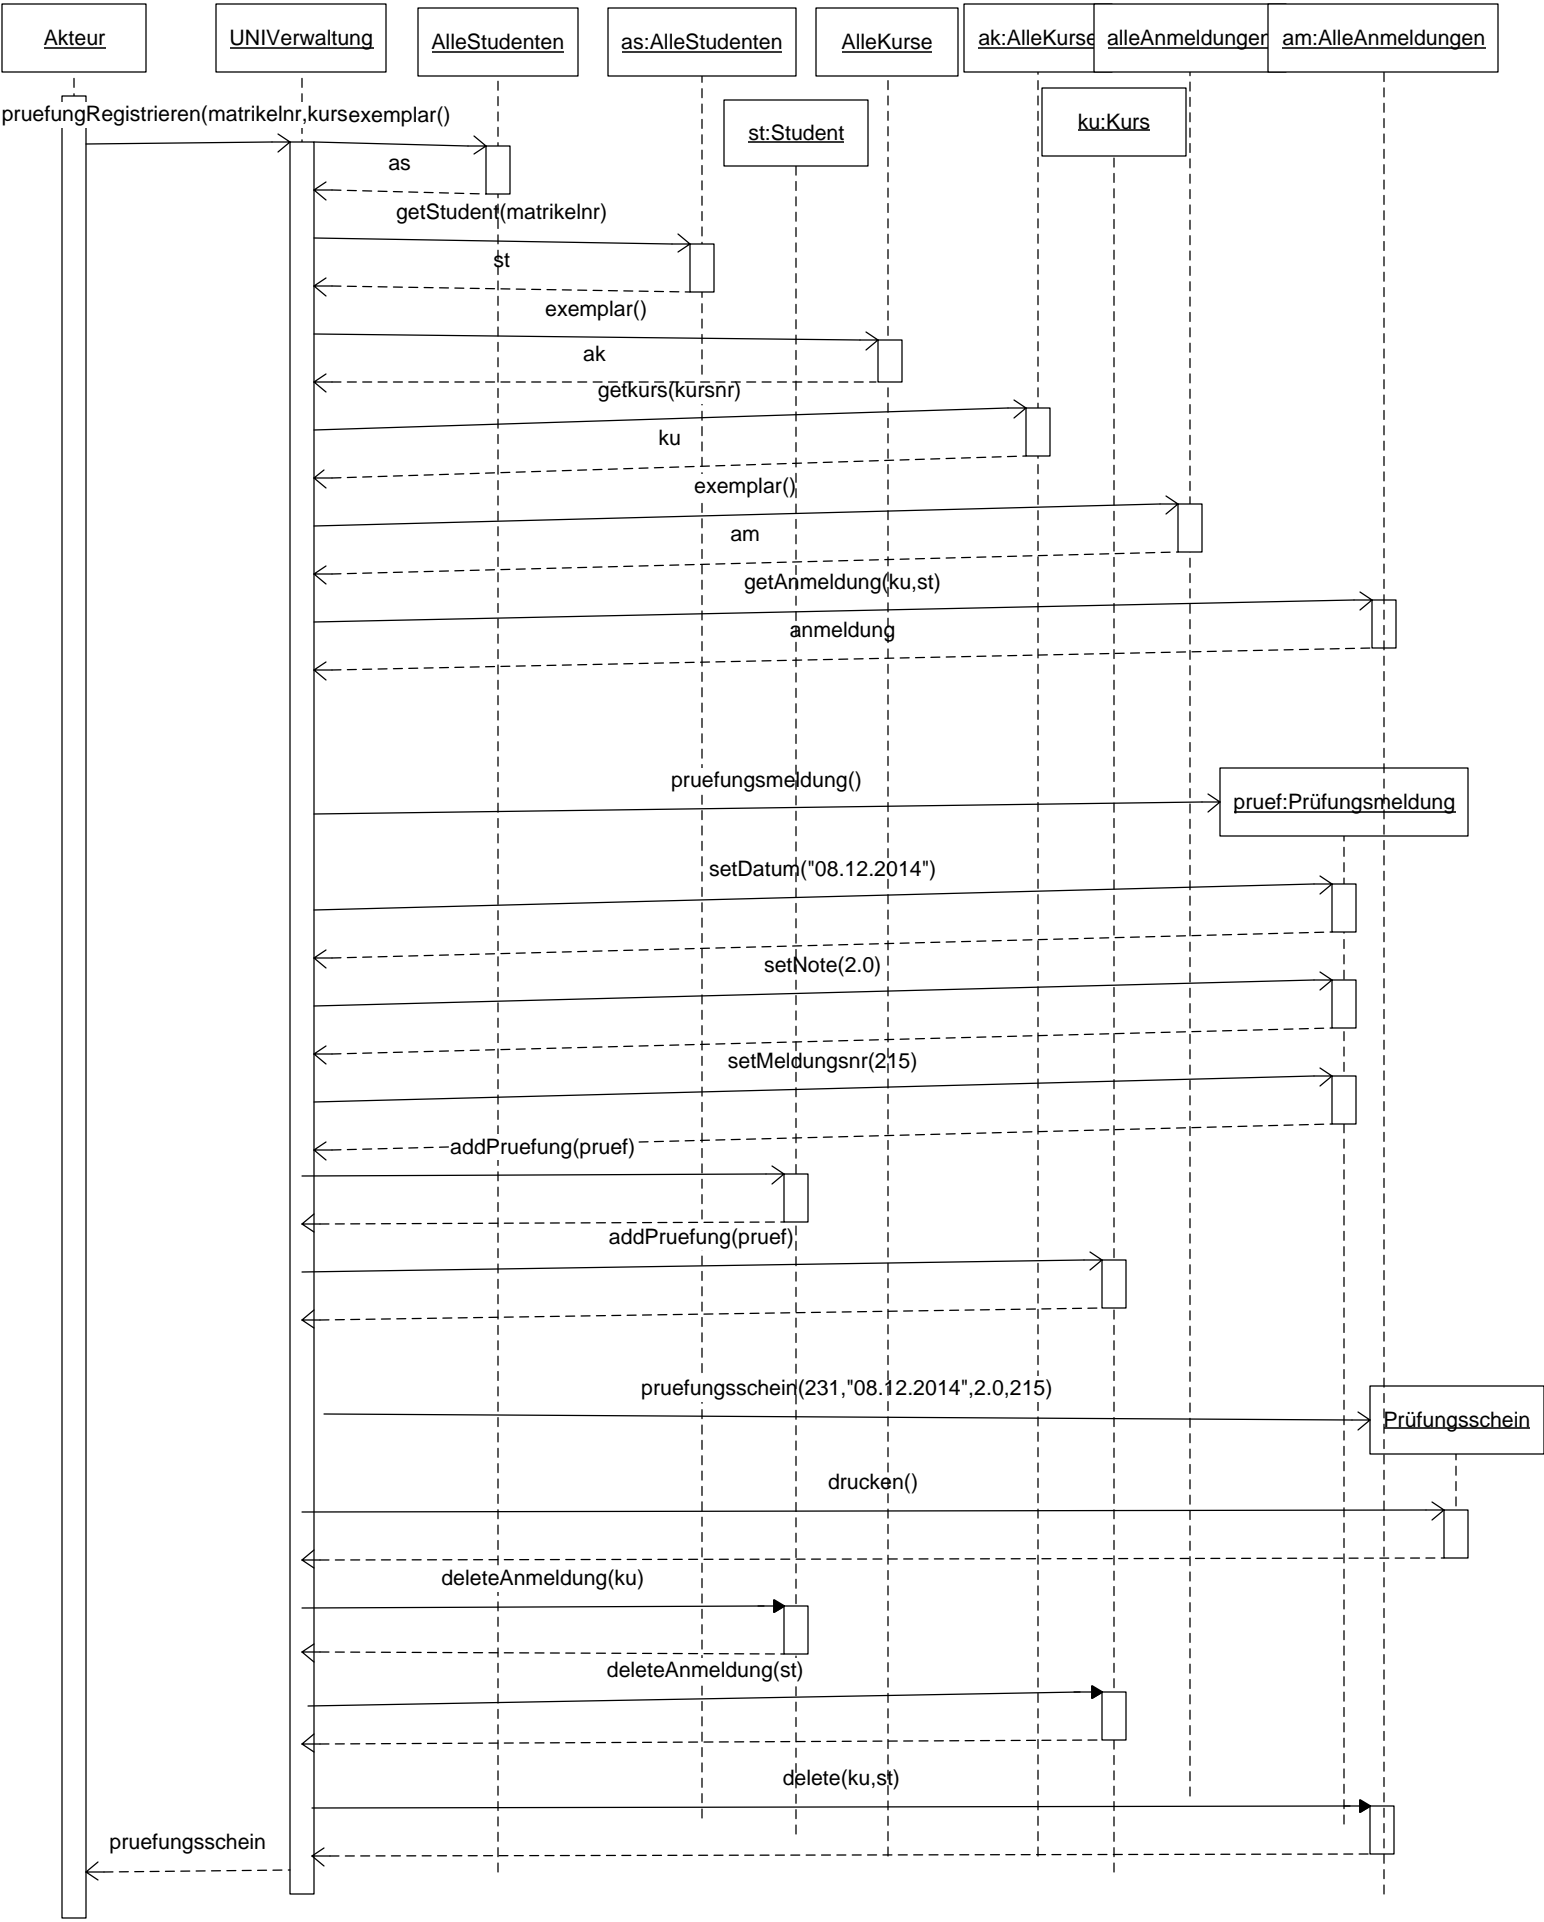 Akteur
UNIVerwaltung
AlleStudenten
as:AlleStudenten
AlleKurse
ak:AlleKurse
alleAnmeldungen
am:AlleAnmeldungen
pruefungRegistrieren(matrikelnr,kurs
exemplar()
st:Student
ku:Kurs
as
getStudent(matrikelnr)
st
exemplar()
ak
getkurs(kursnr)
ku
exemplar()
am
getAnmeldung(ku,st)
anmeldung
pruefungsmeldung()
pruef:Prüfungsmeldung
setDatum("08.12.2014")
setNote(2.0)
setMeldungsnr(215)
addPruefung(pruef)
addPruefung(pruef)
pruefungsschein(231,"08.12.2014",2.0,215)
Prüfungsschein
drucken()
deleteAnmeldung(ku)
deleteAnmeldung(st)
delete(ku,st)
pruefungsschein